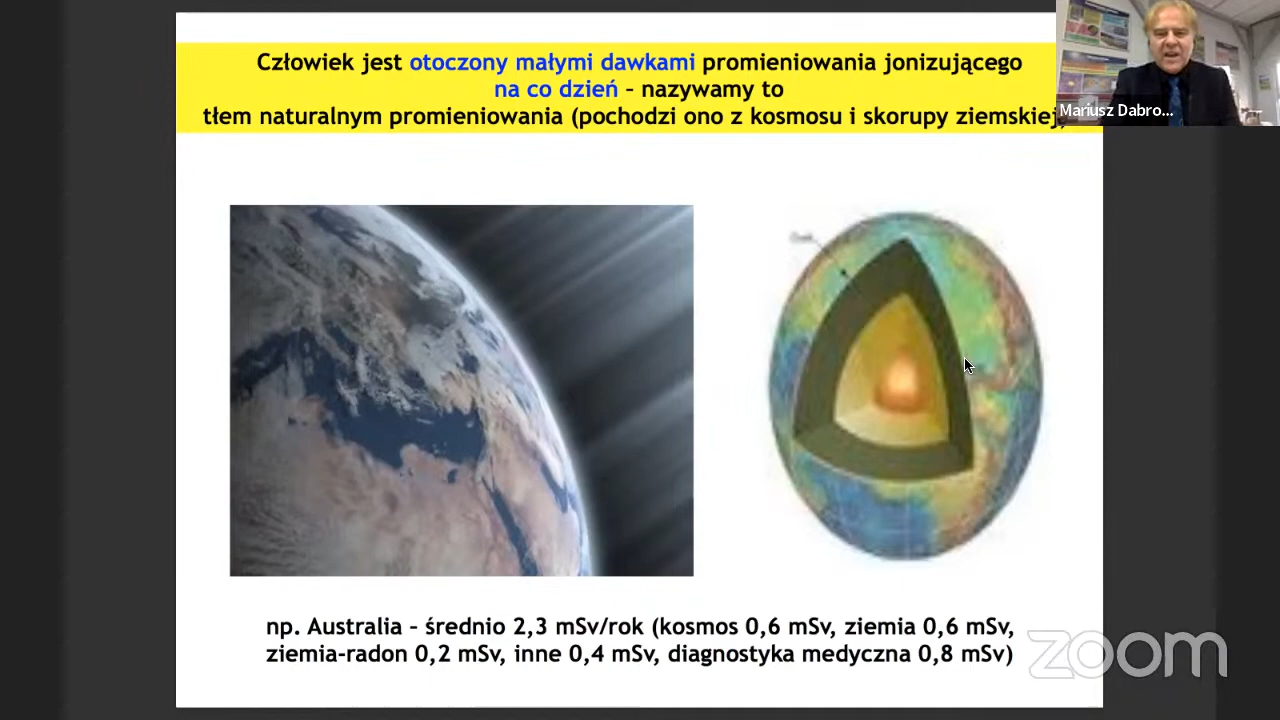 Człowiek jest otoczony małymi dawkami promieniowania jonizującego
na co dzień – nazywamy to
tłem naturalnym promieniowania (pochodzi ono z kosmosu i skorupy ziemskiej)
Mariusz Dabro...
np. Australia – średnio 2,3 mSv/rok (kosmos 0,6 mSv, ziemia 0,6 mSv,
ziemia-radon 0,2 mSv, inne 0,4 mSv, diagnostyka medyczna 0,8 mSv)
zoom